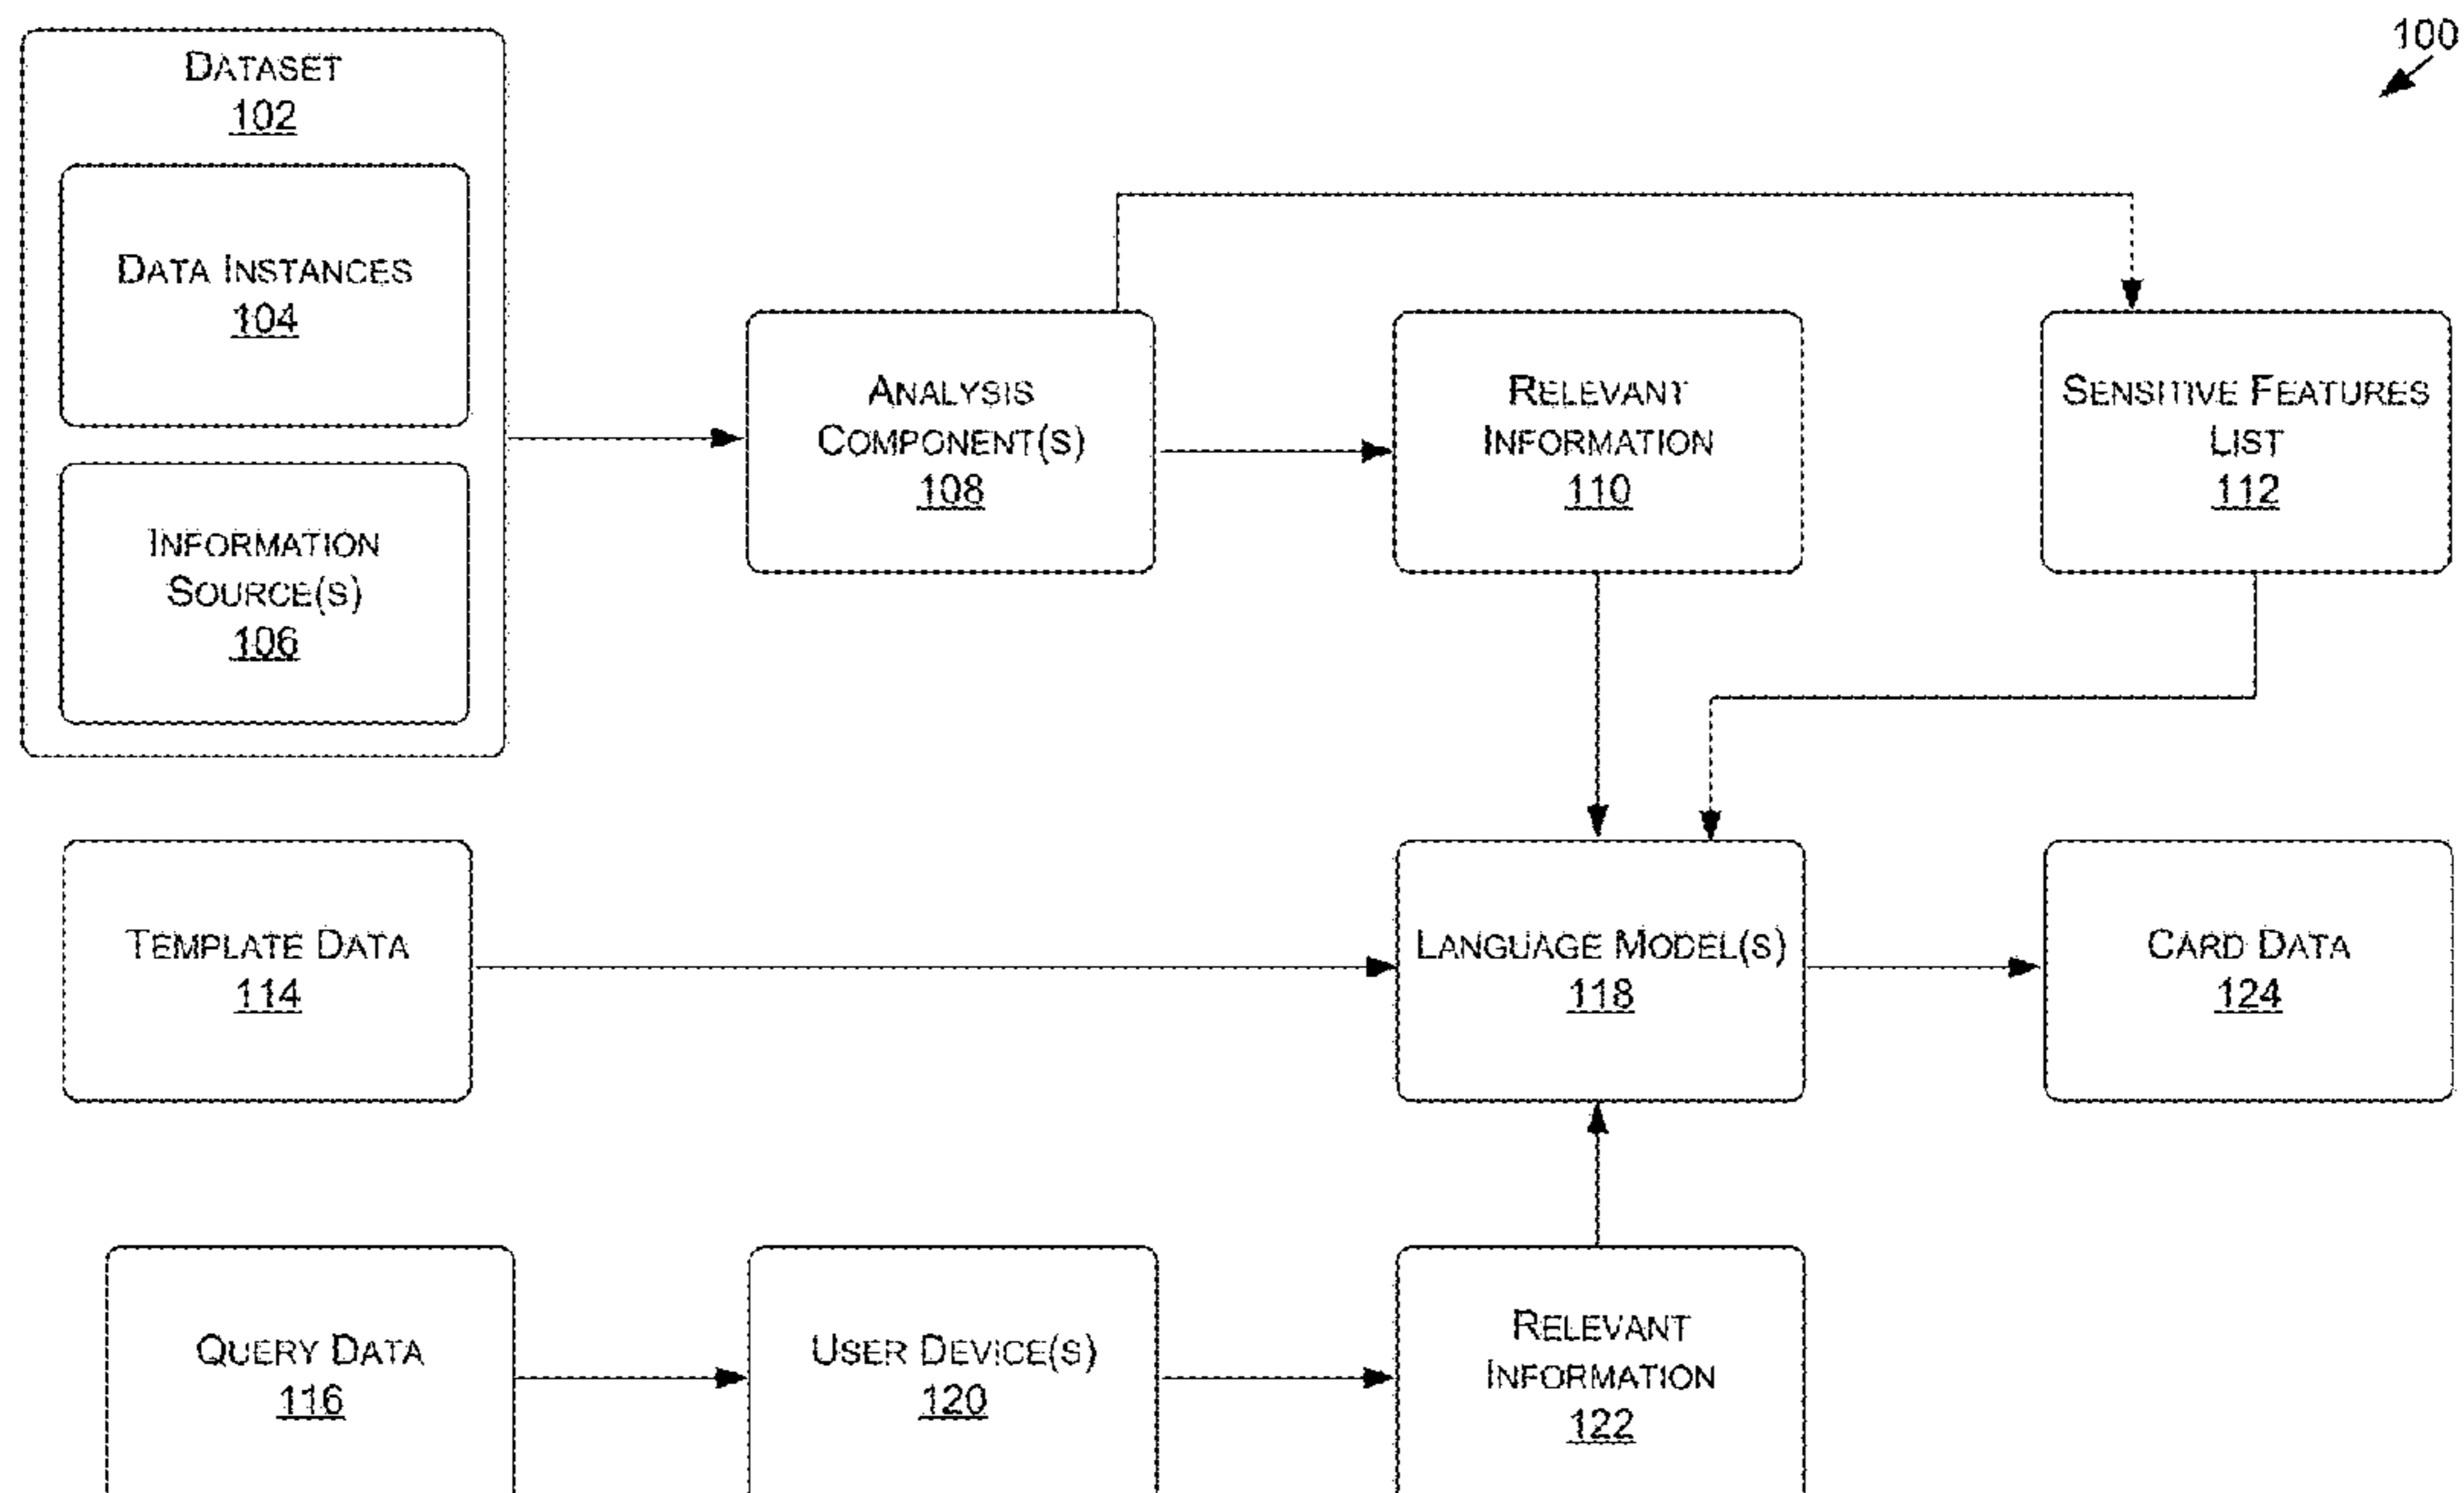 100
DATASET
102
DATA INSTANCES
104
INFORMATION
SOURCE(S)
106
ANALYSIS
COMPONENT(S)
108
RELEVANT
INFORMATION
110
SENSITIVE FEATURES
LIST
112
TEMPLATE DATA
114
LANGUAGE MODEL(S)
118
CARD DATA
124
QUERY DATA
116
USER DEVICE(S)
120
RELEVANT
INFORMATION
122